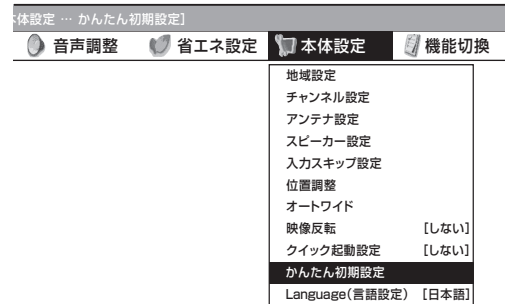 体設定 … かんたん初期設定]
音声調整 省エネ設定 本体設定 機能切換
地域設定
チャンネル設定
アンテナ設定
スピーカー設定
入力スキップ設定
位置調整
オートワイド
映像反転 [しない]
クイック起動設定 [しない]
かんたん初期設定
Language(言語設定) [日本語]